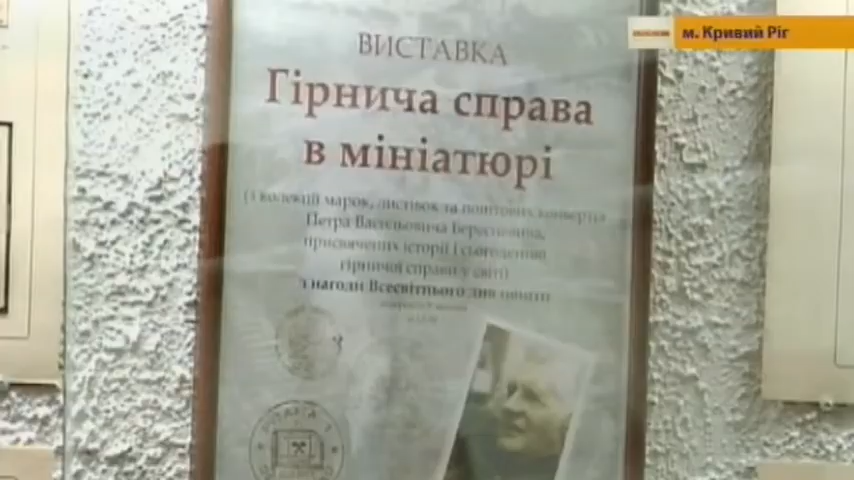 м. Кривий Ріг
ВИСТАВКА
Гірнича справа
в мініатюрі
(з колекцій марок, листівок та поштових конвертів
Петра Васильовича
присвячених історії і сьогоденню
гірничої справи у світі)
з нагоди Всесвітнього дня пошти